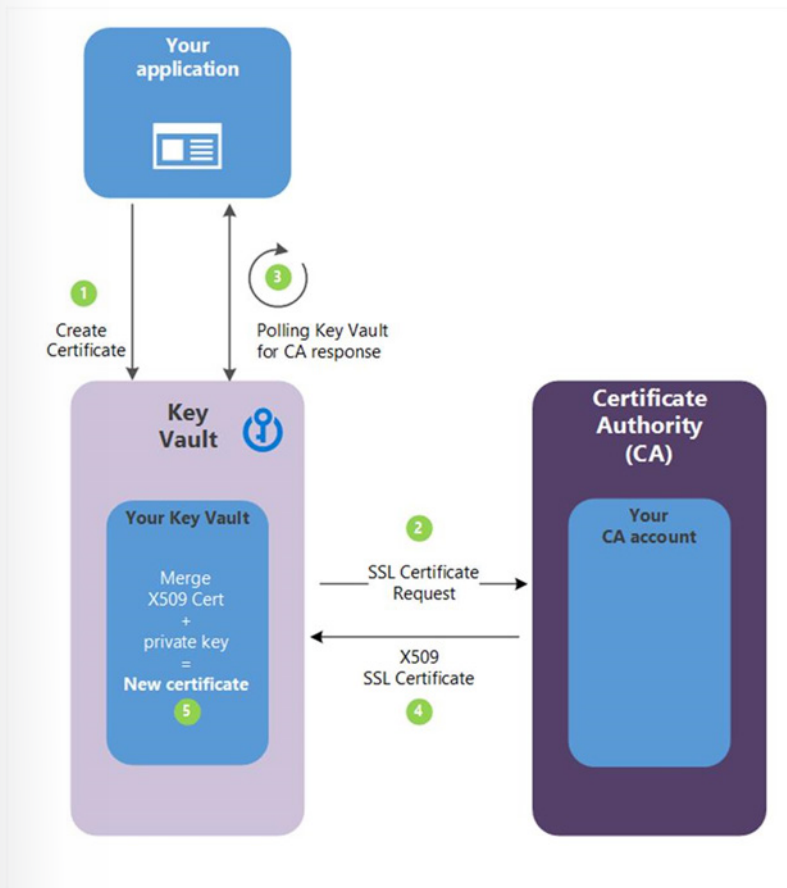 Your
application
1
Create
Certificate
3
Polling Key Vault
for CA response
Key
Vault
Your Key Vault
Merge
X509 Cert
+
private key
=
New certificate
5
2
SSL Certificate
Request
X509
SSL Certificate
4
Certificate
Authority
(CA)
Your
CA account